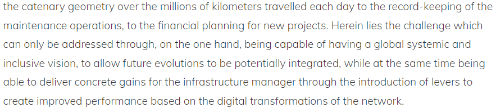 the catenary geometry over the millions of kilometers travelled each day to the record-keeping of the
maintenance operations, to the financial planning for new projects. Herein lies the challenge which
can only be addressed through, on the one hand, being capable of having a global systemic and
inclusive vision, to allow future evolutions to be potentially integrated, while at the same time being
able to deliver concrete gains for the infrastructure manager through the introduction of levers to
create improved performance based on the digital transformations of the network.